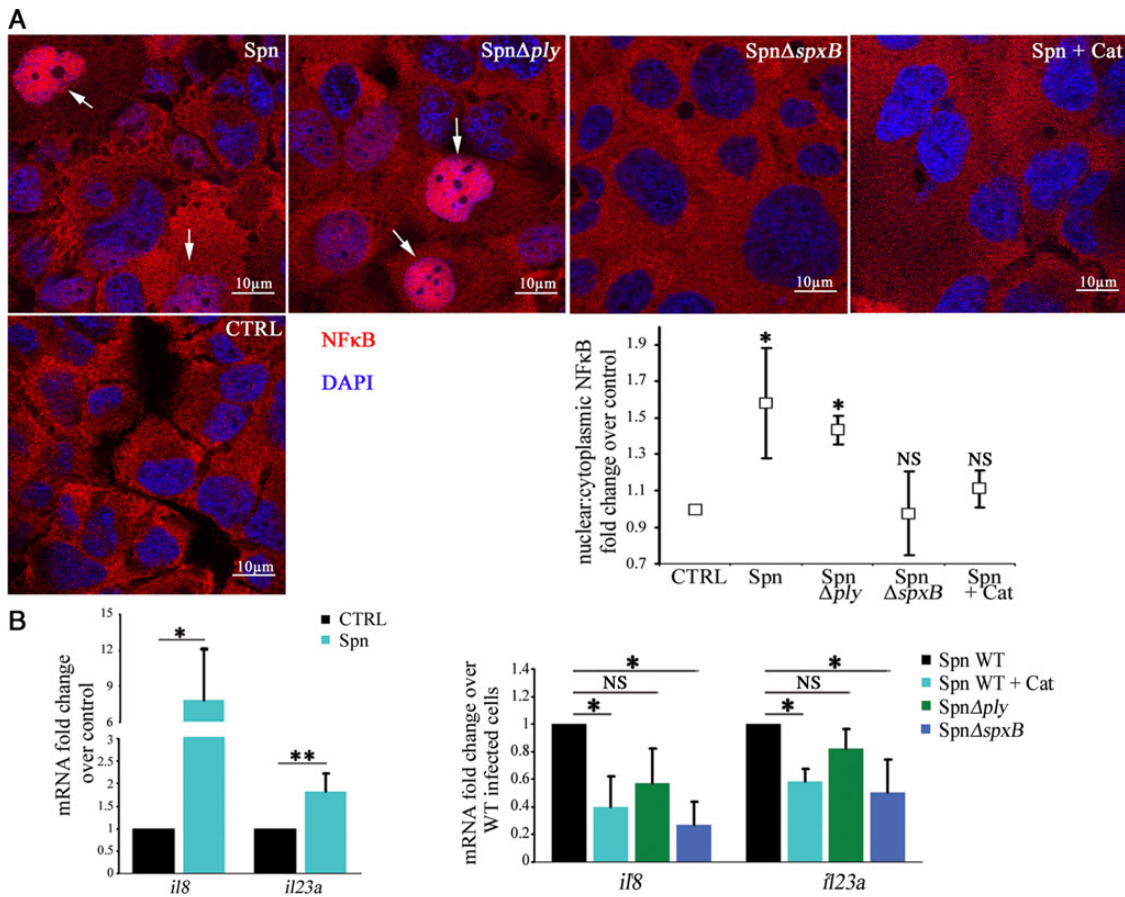 A
Spn
SpnΔply
SpnΔspxB
Spn + Cat
10µm
10µm
10µm
10µm
CTRL
10µm
NFκB
DAPI
nuclear:cytoplasmic NFκB
fold change over control
1.9
1.7
1.5
1.3
1.1
0.9
0.7
*
*
NS
NS
CTRL
Spn
Spn
Δply
Spn
ΔspxB
Spn
+ Cat
B
mRNA fold change
over control
15
12
9
6
3
2
1.5
1
0.5
0
*
**
CTRL
Spn
il8
il23a
mRNA fold change over
WT infected cells
1.4
1.2
1
0.8
0.6
0.4
0.2
0
*
NS
*
*
NS
*
Spn WT
Spn WT + Cat
SpnΔply
SpnΔspxB
il8
il23a